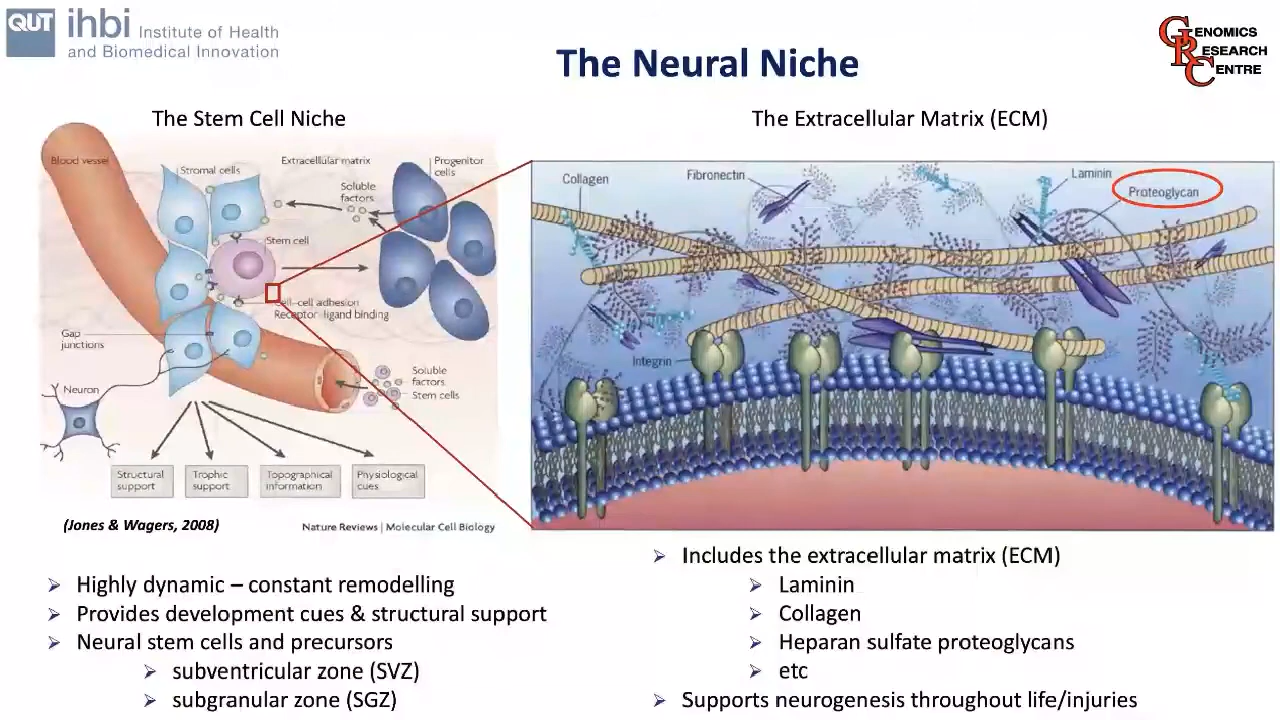 QUT
ihbi Institute of Health
and Biomedical Innovation
The Neural Niche
GENOMICS
RESEARCH
CENTRE
The Stem Cell Niche
Blood vessel
Stromal cells
Extracellular matrix
Progenitor
cells
Soluble
factors
Stem cell
Cell–cell adhesion
Receptor–ligand binding
Gap
junctions
Neuron
Soluble
factors
Stem cells
Structural
support
Trophic
support
Topographical
information
Physiological
cues
(Jones & Wagers, 2008)
Nature Reviews | Molecular Cell Biology
➢ Highly dynamic – constant remodelling
➢ Provides development cues & structural support
➢ Neural stem cells and precursors
➢ subventricular zone (SVZ)
➢ subgranular zone (SGZ)
The Extracellular Matrix (ECM)
Collagen
Fibronectin
Laminin
Proteoglycan
Integrin
➢ Includes the extracellular matrix (ECM)
➢ Laminin
➢ Collagen
➢ Heparan sulfate proteoglycans
➢ etc
➢ Supports neurogenesis throughout life/injuries